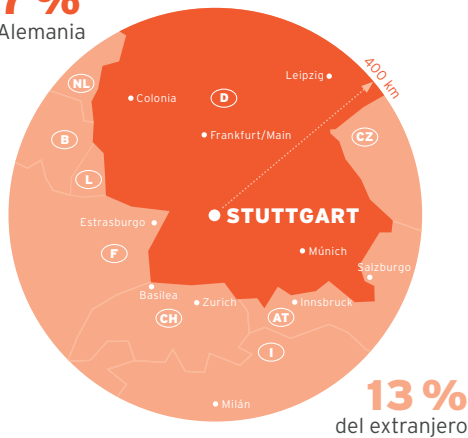 7 %
Alemania
400 km
Leipzig
NL
Colonia
D
Frankfurt/Main
B
CZ
L
STUTTGART
Estrasburgo
F
Múnich
Salzburgo
Basilea
Zurich
Innsbruck
CH
AT
I
Milán
13 %
del extranjero